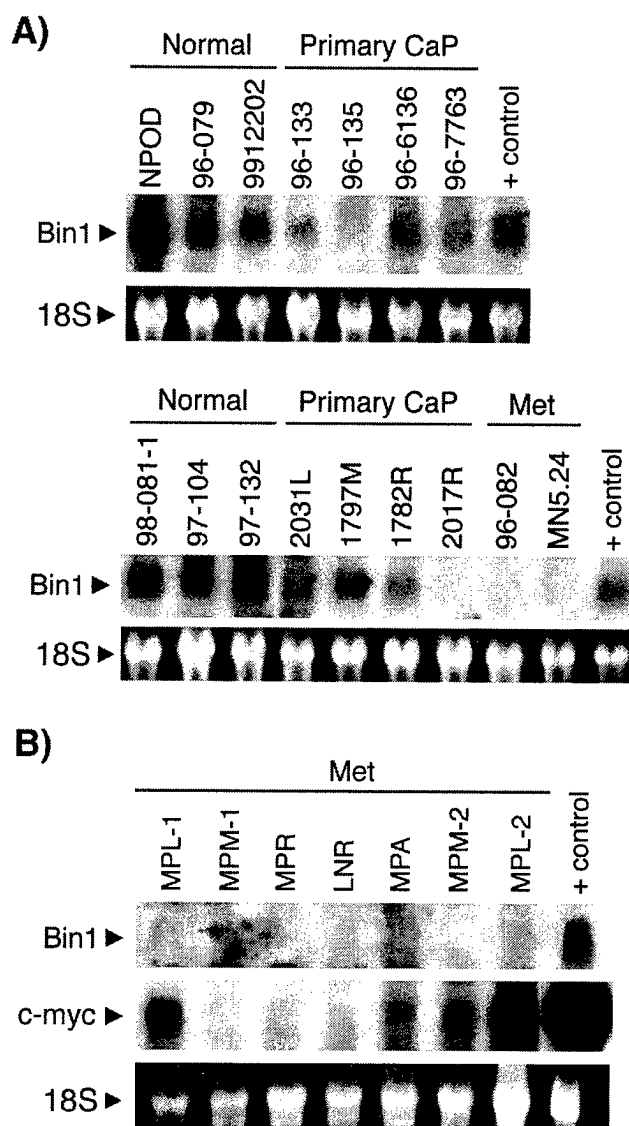 A)
Normal Primary CaP
NPOD 96-079 9912202 96-133 96-135 96-6136 96-7763 + control
Bin1
18S
Normal Primary CaP Met
98-081-1 97-104 97-132 2031L 1797M 1782R 2017R 96-082 MN5.24 + control
Bin1
18S
B)
Met
MPL-1 MPM-1 MPR LNR MPA MPM-2 MPL-2 + control
Bin1
c-myc
18S